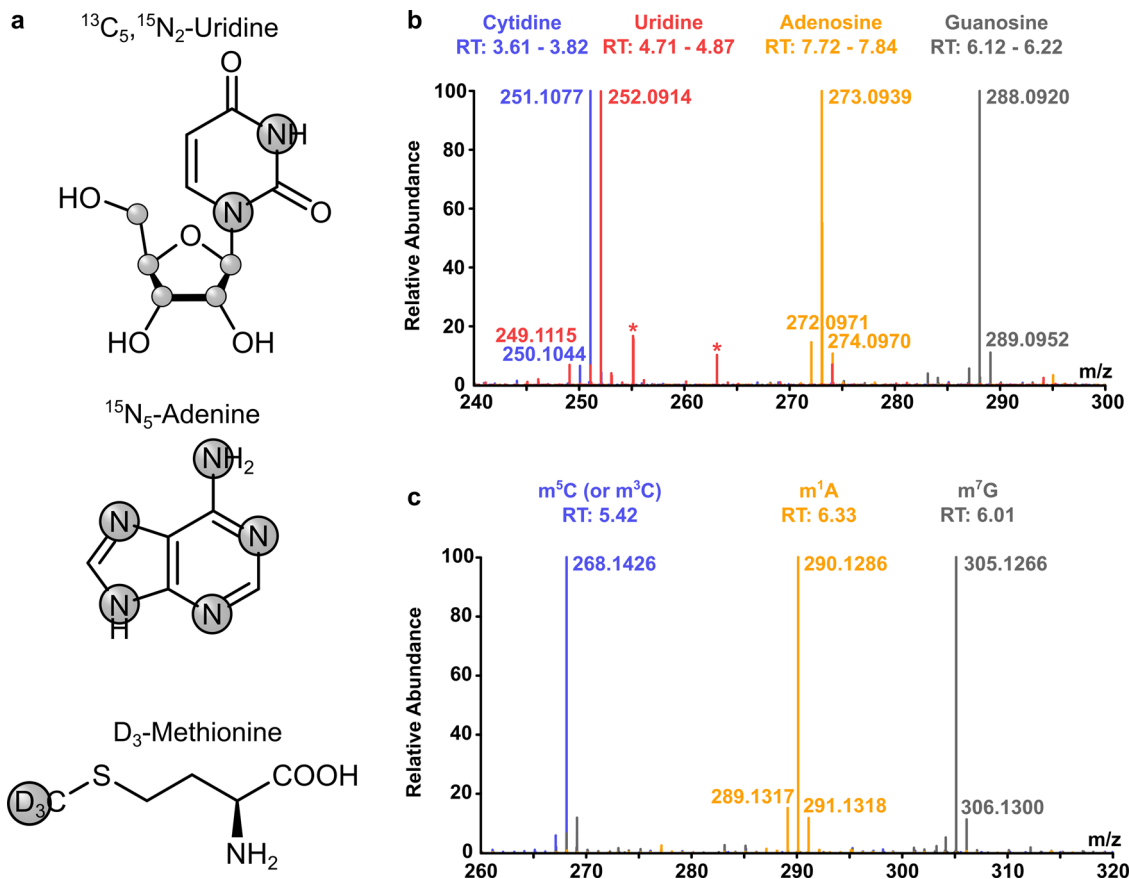 a
¹³C₅,¹⁵N₂-Uridine
O
NH
N
O
HO
O
HO
OH
¹⁵N₅-Adenine
NH₂
N
N
N
H
N
D₃-Methionine
D₃C
S
COOH
NH₂
b
Cytidine
RT: 3.61 - 3.82
Uridine
RT: 4.71 - 4.87
Adenosine
RT: 7.72 - 7.84
Guanosine
RT: 6.12 - 6.22
Relative Abundance
100
80
60
40
20
0
251.1077
252.0914
273.0939
288.0920
249.1115
250.1044
*
*
272.0971
274.0970
289.0952
m/z
240 250 260 270 280 290 300
c
m⁵C (or m³C)
RT: 5.42
m¹A
RT: 6.33
m⁷G
RT: 6.01
Relative Abundance
100
80
60
40
20
0
268.1426
290.1286
305.1266
289.1317
291.1318
306.1300
m/z
260 270 280 290 300 310 320